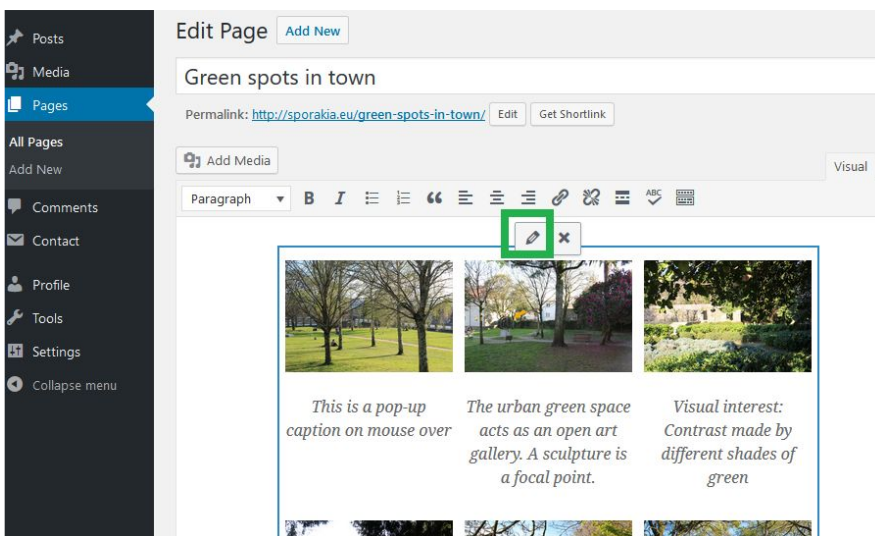 Posts
Media
Pages
All Pages
Add New
Comments
Contact
Profile
Tools
Settings
Collapse menu
Edit Page Add New
Green spots in town
Permalink: http://sporakia.eu/green-spots-in-town/ Edit Get Shortlink
Add Media
Visual
Paragraph B I ABC
This is a pop-up
caption on mouse over
The urban green space
acts as an open art
gallery. A sculpture is
a focal point.
Visual interest:
Contrast made by
different shades of
green